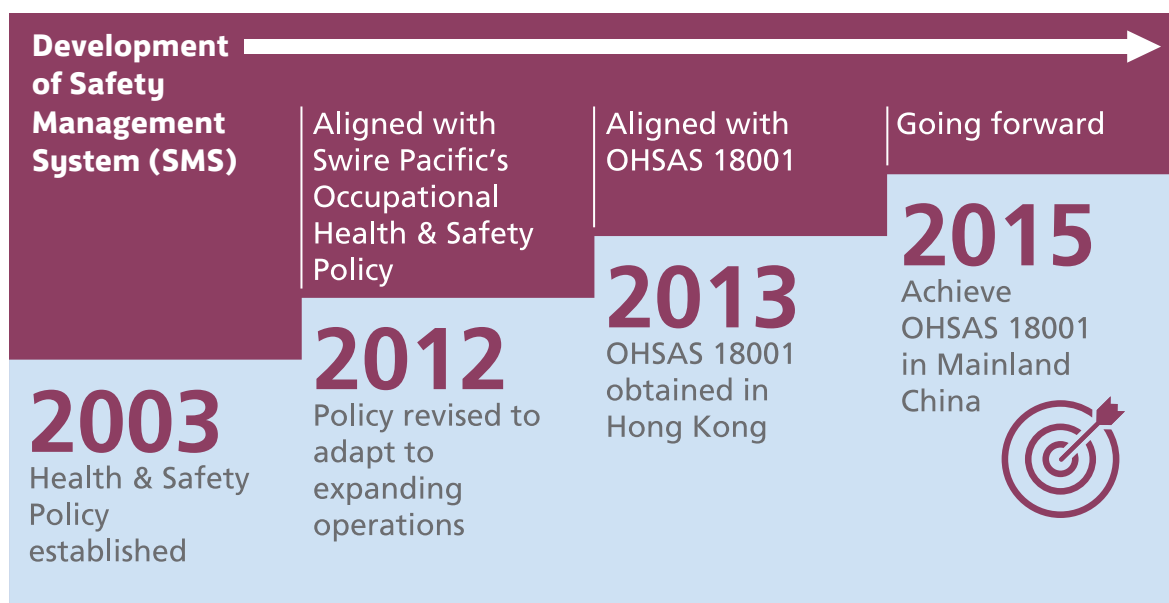 Development
of Safety
Management
System (SMS)
2003
Health & Safety
Policy
established
Aligned with
Swire Pacific's
Occupational
Health & Safety
Policy
2012
Policy revised to
adapt to
expanding
operations
Aligned with
OHSAS 18001
2013
OHSAS 18001
obtained in
Hong Kong
Going forward
2015
Achieve
OHSAS 18001
in Mainland
China